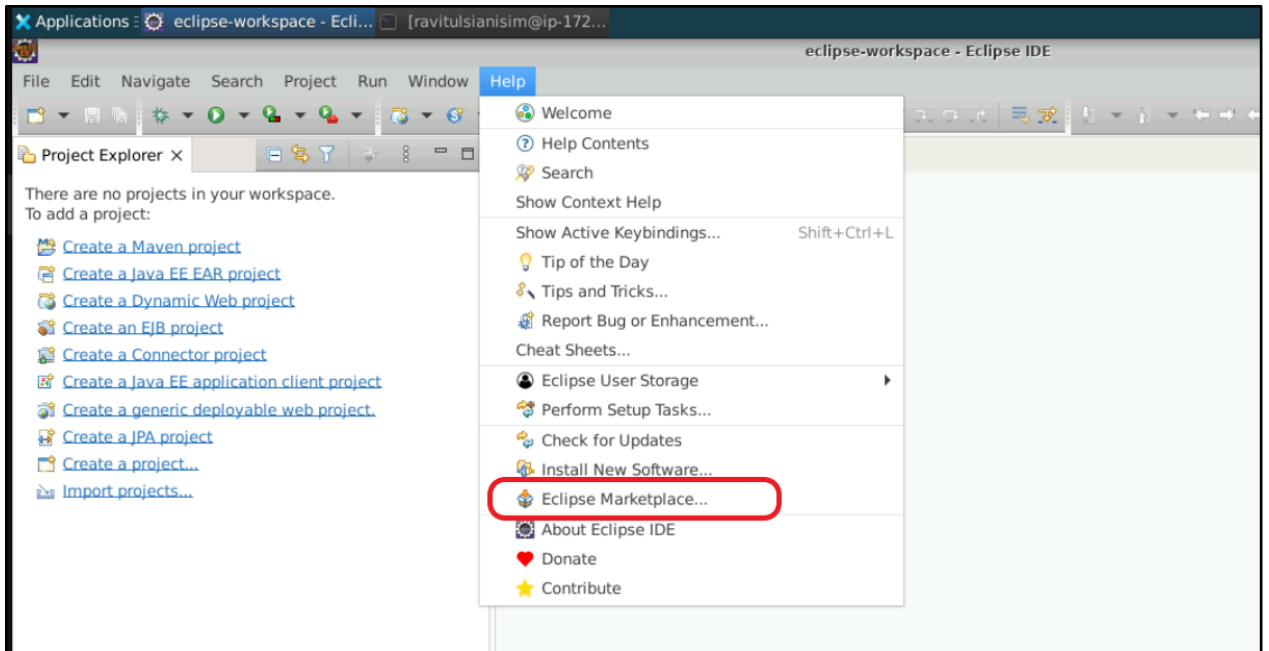 Applications eclipse-workspace - Ecli... [ravitulsianisim@ip-172...
eclipse-workspace - Eclipse IDE
File Edit Navigate Search Project Run Window Help
Project Explorer
There are no projects in your workspace.
To add a project:
Create a Maven project
Create a Java EE EAR project
Create a Dynamic Web project
Create an EJB project
Create a Connector project
Create a Java EE application client project
Create a generic deployable web project.
Create a JPA project
Create a project...
Import projects...
Welcome
Help Contents
Search
Show Context Help
Show Active Keybindings... Shift+Ctrl+L
Tip of the Day
Tips and Tricks...
Report Bug or Enhancement...
Cheat Sheets...
Eclipse User Storage
Perform Setup Tasks...
Check for Updates
Install New Software...
Eclipse Marketplace...
About Eclipse IDE
Donate
Contribute